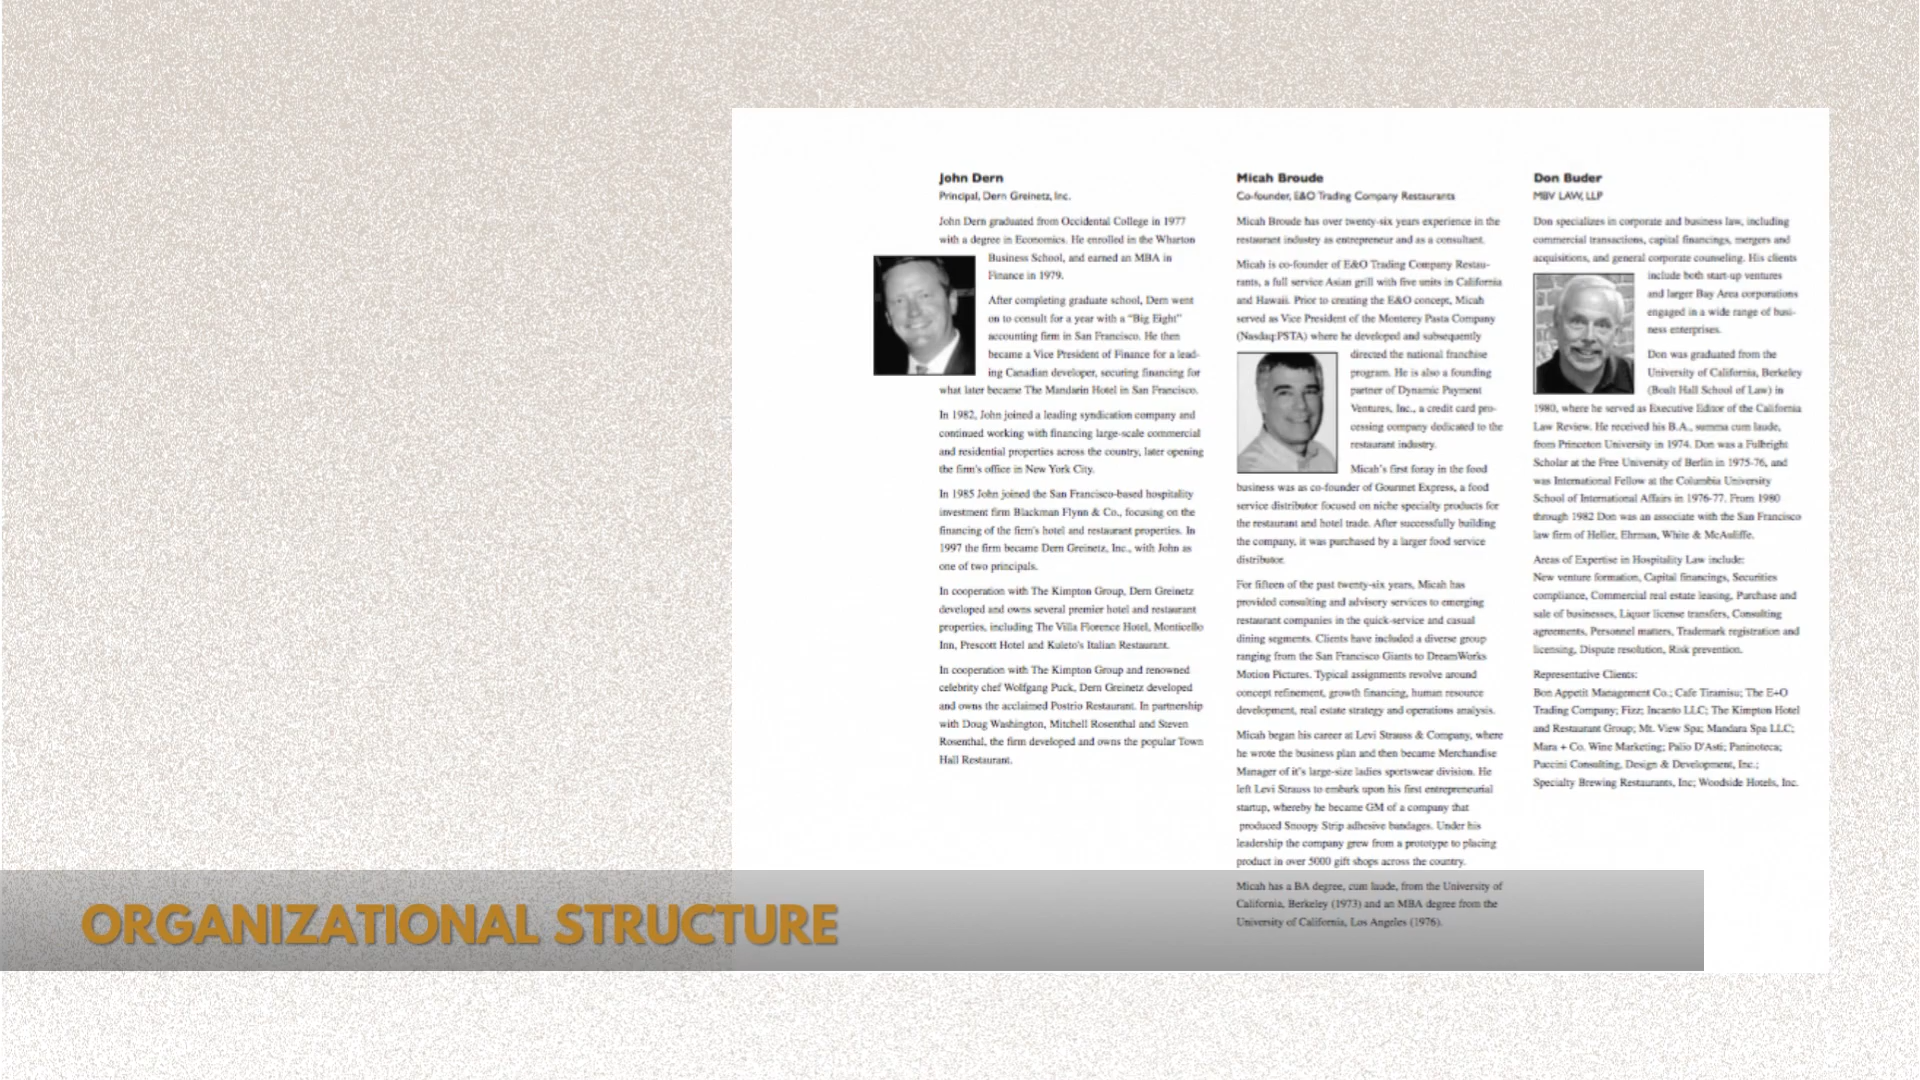 John Dern
Principal, Dern Greinetz, Inc.
John Dern graduated from Occidental College in 1977
with a degree in Economics. He enrolled in the Wharton
Business School, and earned an MBA in
Finance in 1979.
After completing graduate school, Dern went
on to consult for a year with a “Big Eight”
accounting firm in San Francisco. He then
became a Vice President of Finance for a lead-
ing Canadian developer, securing financing for
what later became The Mandarin Hotel in San Francisco.
In 1982, John joined a leading syndication company and
continued working with financing large-scale commercial
and residential properties across the country, later opening
the firm's office in New York City.
In 1985 John joined the San Francisco-based hospitality
investment firm Blackman Flynn & Co., focusing on the
financing of the firm's hotel and restaurant properties. In
1997 the firm became Dern Greinetz, Inc., with John as
one of two principals.
In cooperation with The Kimpton Group, Dern Greinetz
developed and owns several premier hotel and restaurant
properties, including The Villa Florence Hotel, Monticello
Inn, Prescott Hotel and Kuleto's Italian Restaurant.
In cooperation with The Kimpton Group and renowned
celebrity chef Wolfgang Puck, Dern Greinetz developed
and owns the acclaimed Postrio Restaurant. In partnership
with Doug Washington, Mitchell Rosenthal and Steven
Rosenthal, the firm developed and owns the popular Town
Hall Restaurant.
Micah Broude
Co-founder, E&O Trading Company Restaurants
Micah Broude has over twenty-six years experience in the
restaurant industry as entrepreneur and as a consultant.
Micah is co-founder of E&O Trading Company Restau-
rants, a full service Asian grill with five units in California
and Hawaii. Prior to creating the E&O concept, Micah
served as Vice President of the Monterey Pasta Company
(Nasdaq:PSTA) where he developed and subsequently
directed the national franchise
program. He is also a founding
partner of Dynamic Payment
Ventures, Inc., a credit card pro-
cessing company dedicated to the
restaurant industry.
Micah's first foray in the food
business was as co-founder of Gourmet Express, a food
service distributor focused on niche specialty products for
the restaurant and hotel trade. After successfully building
the company, it was purchased by a larger food service
distributor.
For fifteen of the past twenty-six years, Micah has
provided consulting and advisory services to emerging
restaurant companies in the quick-service and casual
dining segments. Clients have included a diverse group
ranging from the San Francisco Giants to DreamWorks
Motion Pictures. Typical assignments revolve around
concept refinement, growth financing, human resource
development, real estate strategy and operations analysis.
Micah began his career at Levi Strauss & Company, where
he wrote the business plan and then became Merchandise
Manager of it's large-size ladies sportswear division. He
left Levi Strauss to embark upon his first entrepreneurial
startup, whereby he became GM of a company that
produced Snoopy Strip adhesive bandages. Under his
leadership the company grew from a prototype to placing
product in over 5000 gift shops across the country.
Micah has a BA degree, cum laude, from the University of
California, Berkeley (1973) and an MBA degree from the
University of California, Los Angeles (1976).
Don Buder
MBV LAW, LLP
Don specializes in corporate and business law, including
commercial transactions, capital financings, mergers and
acquisitions, and general corporate counseling. His clients
include both start-up ventures
and larger Bay Area corporations
engaged in a wide range of busi-
ness enterprises.
Don was graduated from the
University of California, Berkeley
(Boalt Hall School of Law) in
1980, where he served as Executive Editor of the California
Law Review. He received his B.A., summa cum laude,
from Princeton University in 1974. Don was a Fulbright
Scholar at the Free University of Berlin in 1975-76, and
was International Fellow at the Columbia University
School of International Affairs in 1976-77. From 1980
through 1982 Don was an associate with the San Francisco
law firm of Heller, Ehrman, White & McAuliffe.
Areas of Expertise in Hospitality Law include:
New venture formation, Capital financings, Securities
compliance, Commercial real estate leasing, Purchase and
sale of businesses, Liquor license transfers, Consulting
agreements, Personnel matters, Trademark registration and
licensing, Dispute resolution, Risk prevention.
Representative Clients:
Bon Appetit Management Co.; Cafe Tiramisu; The E+O
Trading Company; Fizz; Incanto LLC; The Kimpton Hotel
and Restaurant Group; Mt. View Spa; Mandara Spa LLC;
Mara + Co. Wine Marketing; Palio D'Asti; Paninoteca;
Puccini Consulting, Design & Development, Inc.;
Specialty Brewing Restaurants, Inc; Woodside Hotels, Inc.
ORGANIZATIONAL STRUCTURE